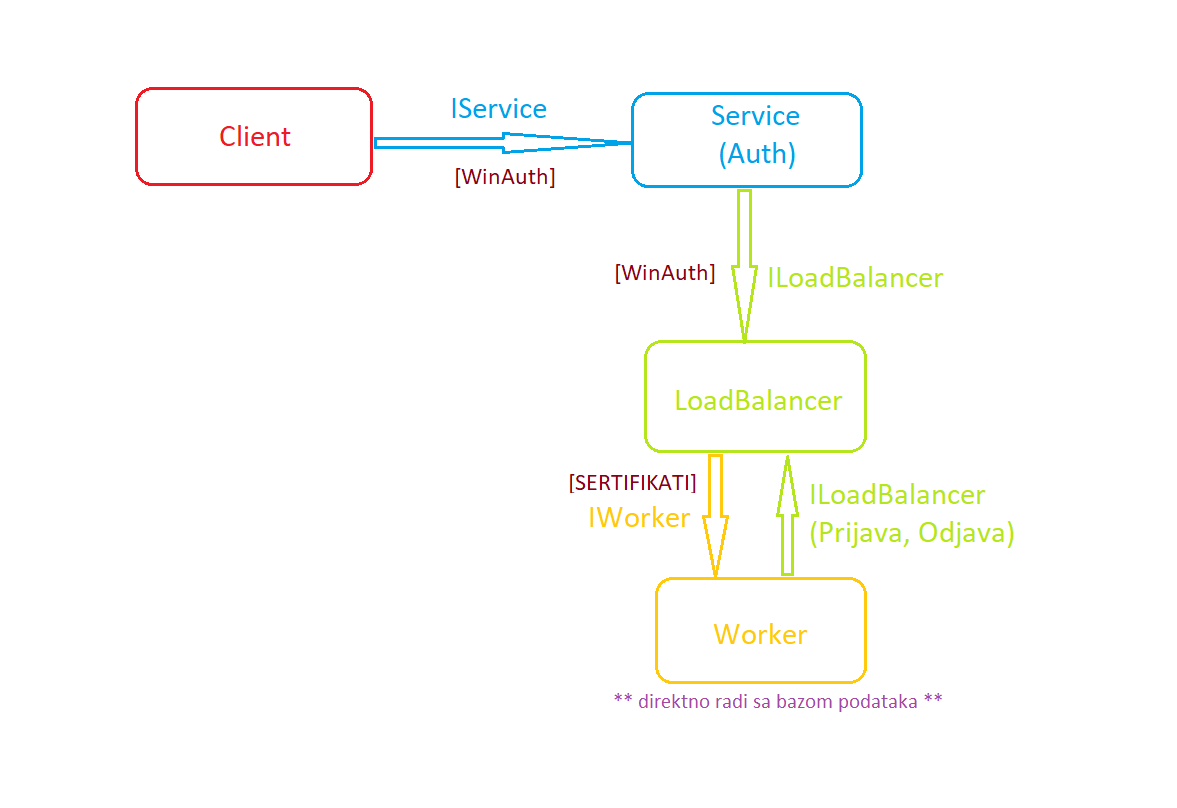 Client
IService
[WinAuth]
Service
(Auth)
[WinAuth]
ILoadBalancer
LoadBalancer
[SERTIFIKATI]
IWorker
ILoadBalancer
(Prijava, Odjava)
Worker
** direktno radi sa bazom podataka **